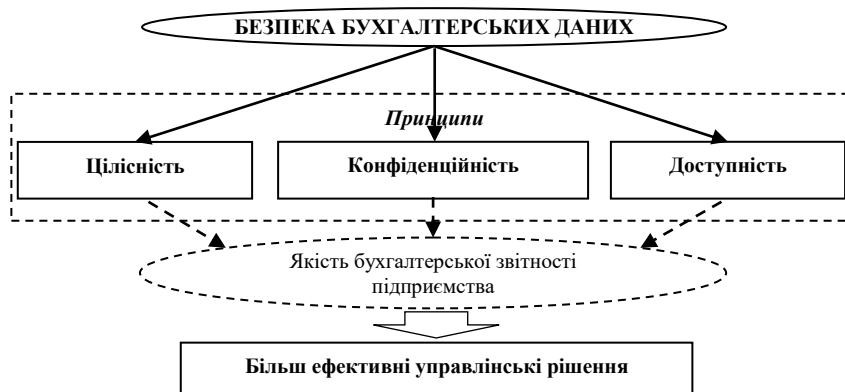 БЕЗПЕКА БУХГАЛТЕРСЬКИХ ДАНИХ
Принципи
Цілісність
Конфіденційність
Доступність
Якість бухгалтерської звітності
підприємства
Більш ефективні управлінські рішення